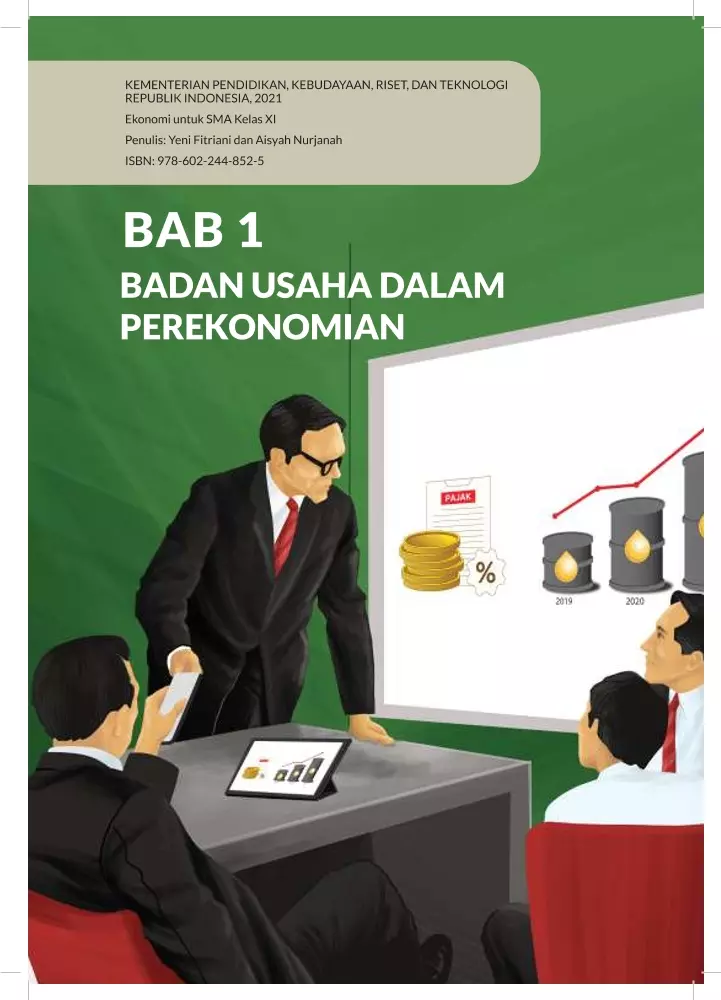 KEMENTERIAN PENDIDIKAN, KEBUDAYAAN, RISET, DAN TEKNOLOGI
REPUBLIK INDONESIA, 2021
Ekonomi untuk SMA Kelas XI
Penulis: Yeni Fitriani dan Aisyah Nurjanah
ISBN: 978-602-244-852-5
BAB 1
BADAN USAHA DALAM
PEREKONOMIAN
PAJAK
%
2019 2020